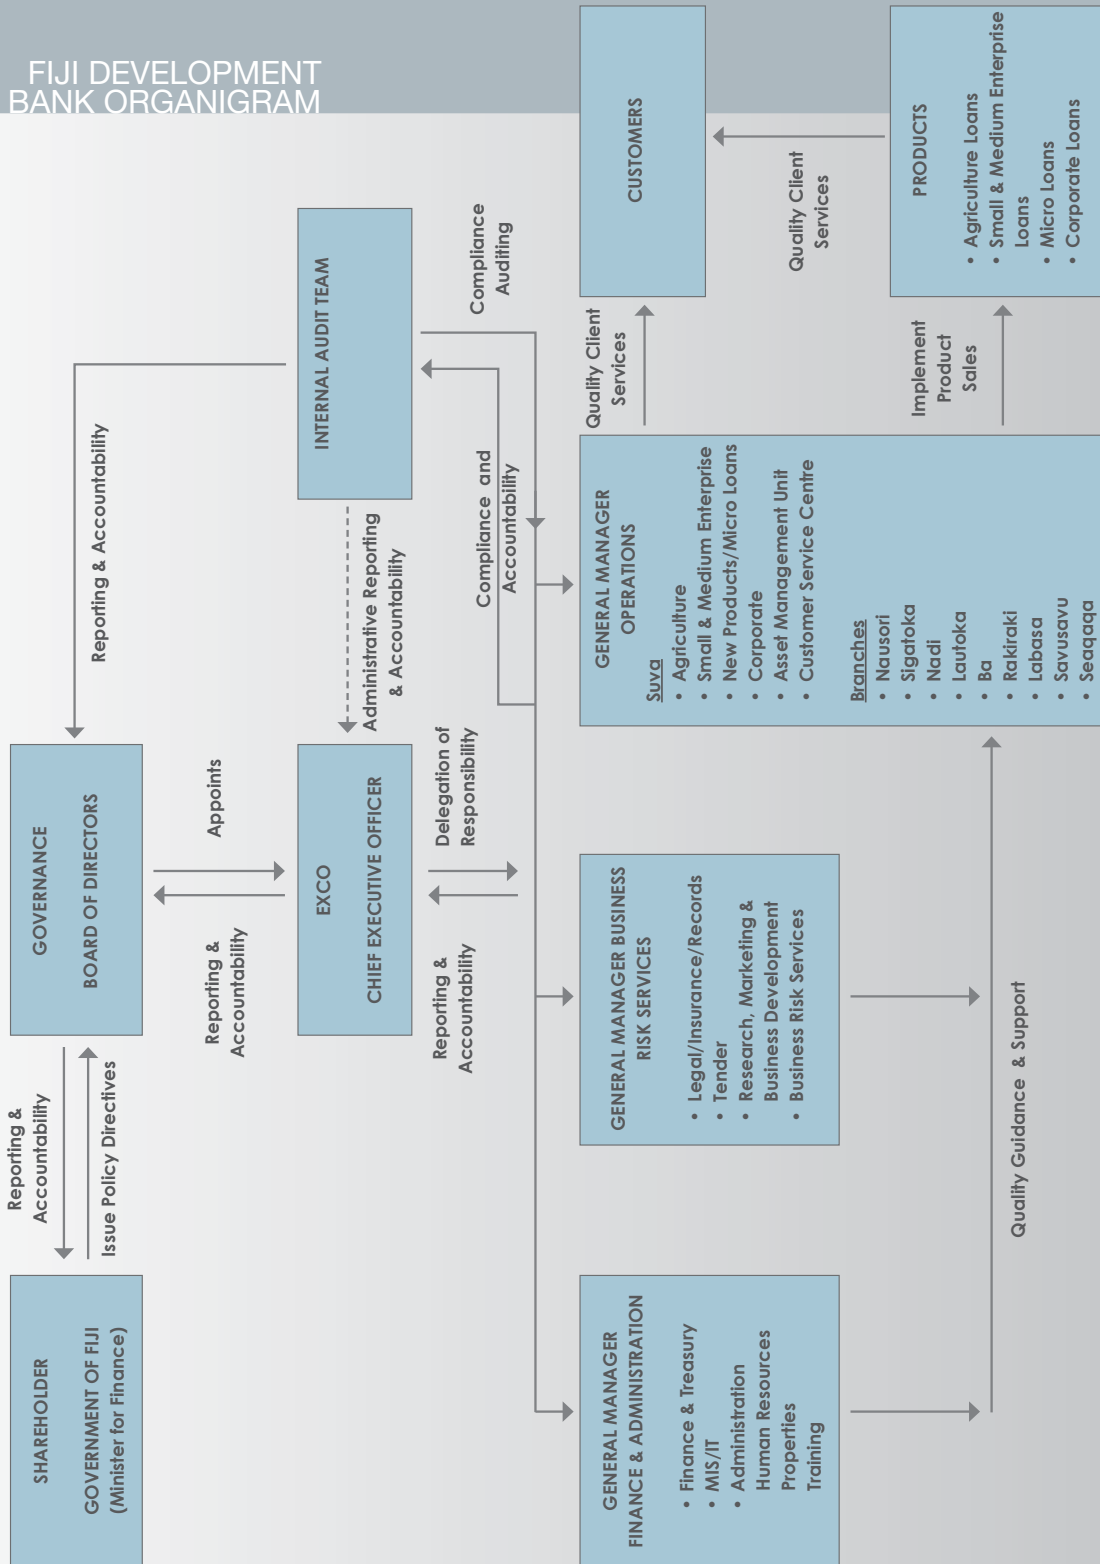 FIJI DEVELOPMENT
BANK ORGANIGRAM
SHAREHOLDER
GOVERNMENT OF FIJI
(Minister for Finance)
Reporting &
Accountability
Issue Policy Directives
GOVERNANCE
BOARD OF DIRECTORS
Reporting & Accountability
Appoints
Reporting &
Accountability
EXCO
CHIEF EXECUTIVE OFFICER
Administrative Reporting
& Accountability
INTERNAL AUDIT TEAM
Reporting &
Accountability
Delegation of
Responsibility
Compliance and
Accountability
Compliance
Auditing
GENERAL MANAGER
FINANCE & ADMINISTRATION
• Finance & Treasury
• MIS/IT
• Administration
Human Resources
Properties
Training
GENERAL MANAGER BUSINESS
RISK SERVICES
• Legal/Insurance/Records
• Tender
• Research, Marketing &
Business Development
• Business Risk Services
GENERAL MANAGER
OPERATIONS
Suva
• Agriculture
• Small & Medium Enterprise
• New Products/Micro Loans
• Corporate
• Asset Management Unit
• Customer Service Centre
Branches
• Nausori
• Sigatoka
• Nadi
• Lautoka
• Ba
• Rakiraki
• Labasa
• Savusavu
• Seaqaqa
Quality Client
Services
CUSTOMERS
Quality Client
Services
Implement
Product
Sales
PRODUCTS
• Agriculture Loans
• Small & Medium Enterprise
Loans
• Micro Loans
• Corporate Loans
Quality Guidance & Support